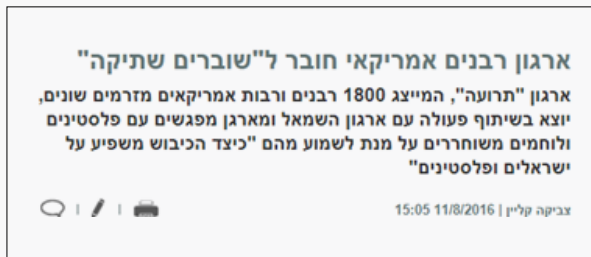 ארגון רבנים אמריקאי חובר ל"שוברים שתיקה"
ארגון "תרועה", המייצג 1800 רבנים ורבות אמריקאים מזרמים שונים,
יוצא בשיתוף פעולה עם ארגון השמאל ומארגן מפגשים עם פלסטינים
ולוחמים משוחררים על מנת לשמוע מהם "כיצד הכיבוש משפיע על
ישראלים ופלסטינים"
צביקה קליין | 11/8/2016 15:05